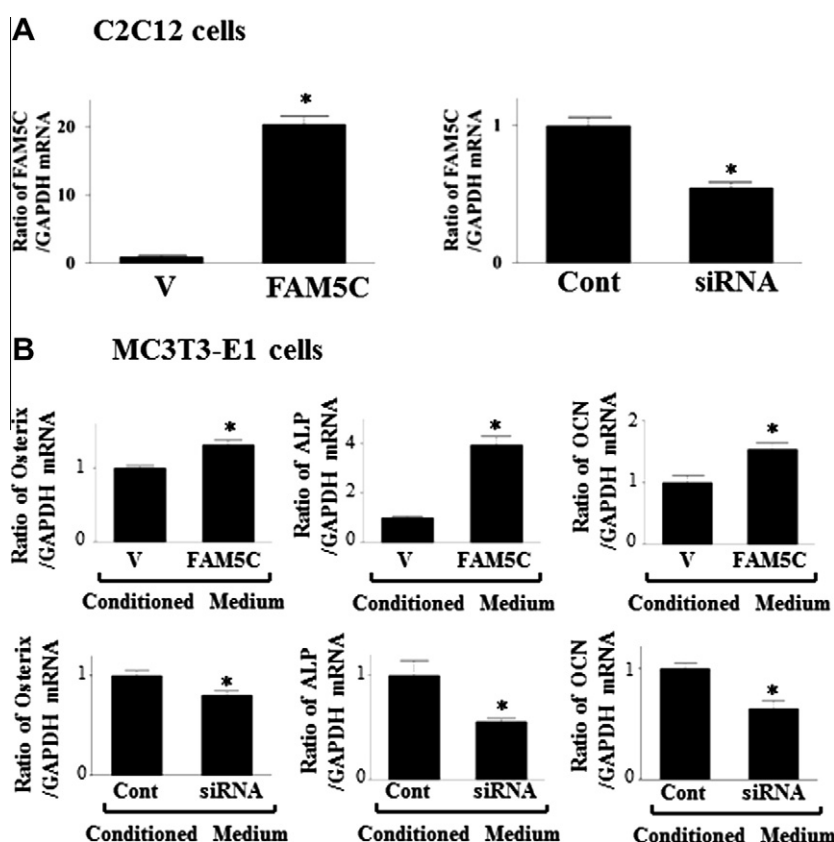 A C2C12 cells
Ratio of FAM5C
/GAPDH mRNA
20
10
0
*
V FAM5C
Ratio of FAM5C
/GAPDH mRNA
1
0
*
Cont siRNA
B MC3T3-E1 cells
Ratio of Osterix
/GAPDH mRNA
1
0
*
V FAM5C
Conditioned Medium
Ratio of ALP
/GAPDH mRNA
4
2
0
*
V FAM5C
Conditioned Medium
Ratio of OCN
/GAPDH mRNA
2
1
0
*
V FAM5C
Conditioned Medium
Ratio of Osterix
/GAPDH mRNA
1
0
*
Cont siRNA
Conditioned Medium
Ratio of ALP
/GAPDH mRNA
1
0
*
Cont siRNA
Conditioned Medium
Ratio of OCN
/GAPDH mRNA
1
0
*
Cont siRNA
Conditioned Medium